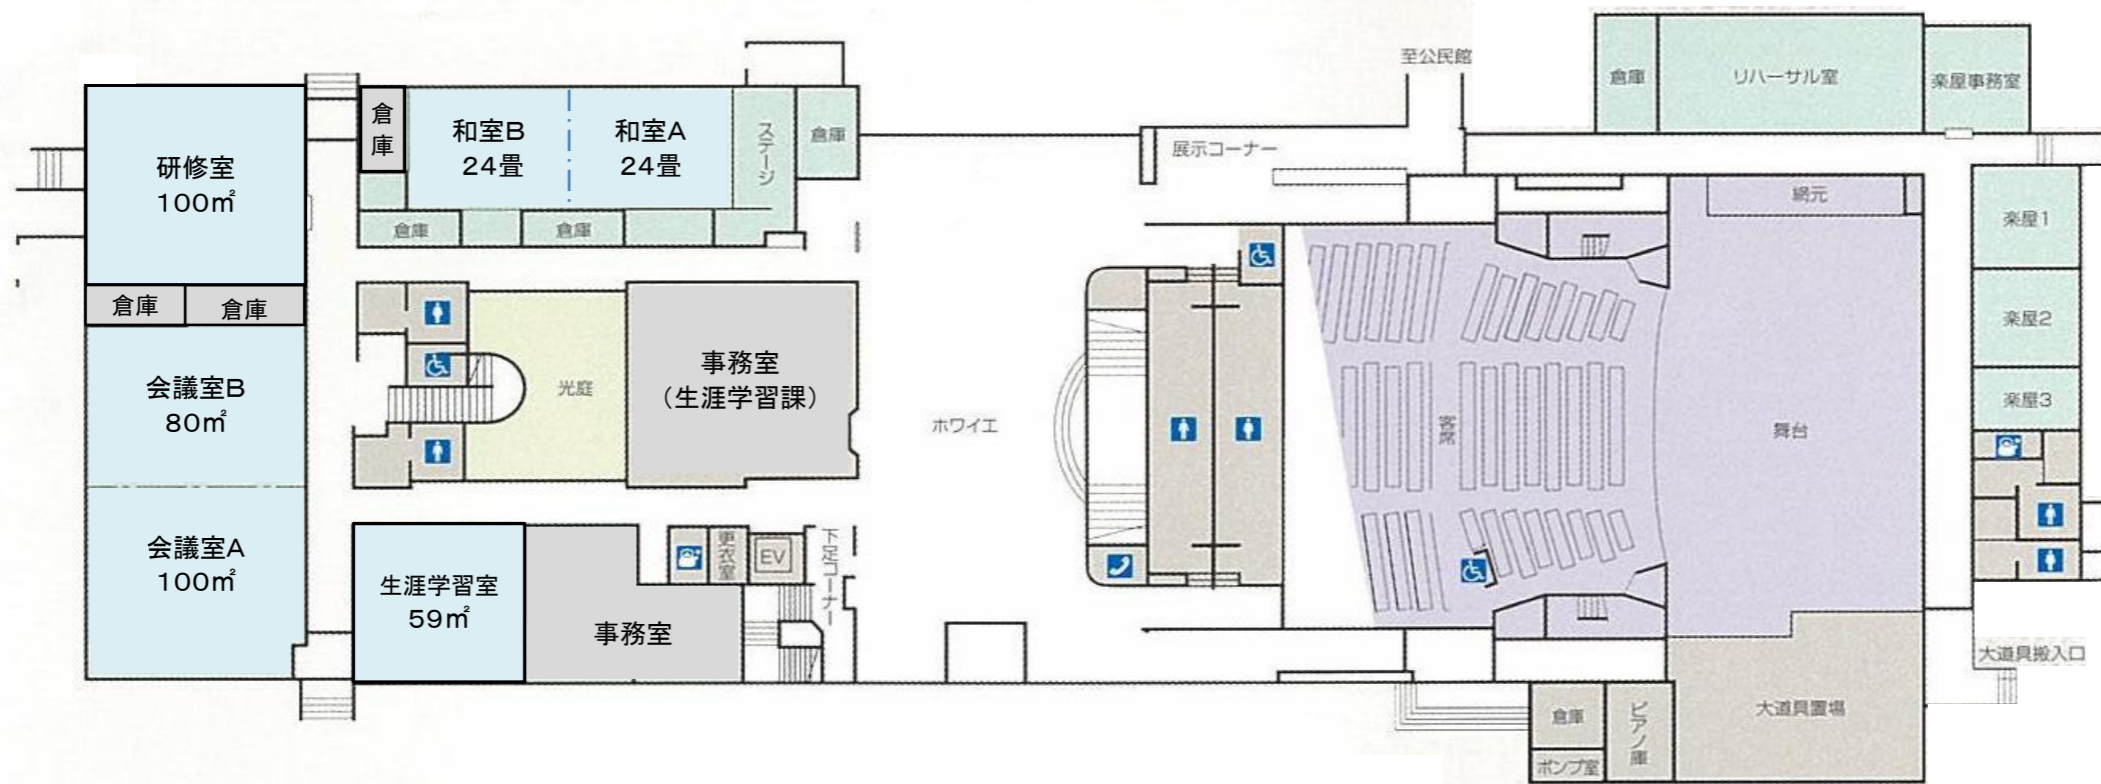 至公民館
倉庫
リハーサル室
楽屋事務室
研修室
100㎡
倉庫
和室B
24畳
和室A
24畳
ステージ
倉庫
展示コーナー
倉庫
倉庫
網元
楽屋1
倉庫
倉庫
会議室B
80㎡
光庭
事務室
(生涯学習課)
ホワイエ
客席
舞台
楽屋2
楽屋3
会議室A
100㎡
生涯学習室
59㎡
事務室
更衣室
EV
下足コーナー
大道具搬入口
倉庫
ポンプ室
ピアノ庫
大道具置場